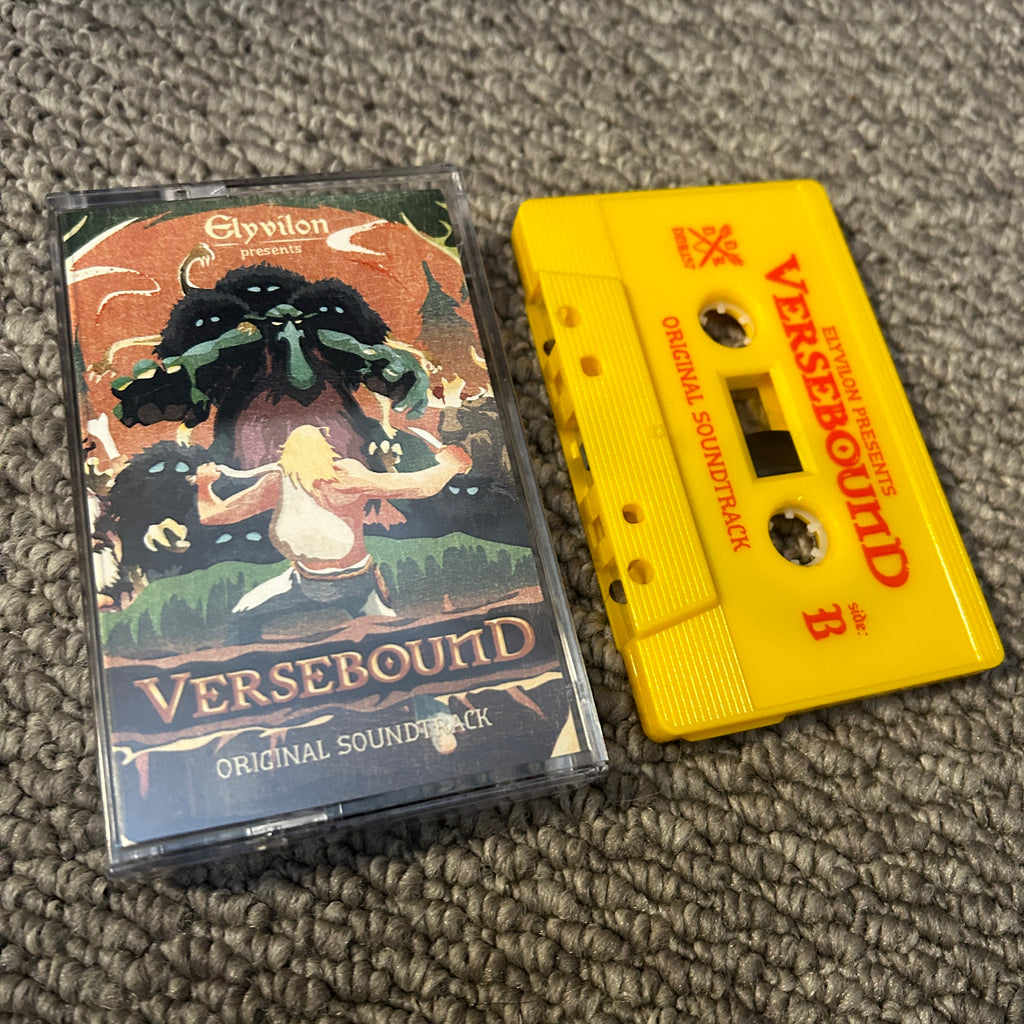 Elyvilon
presents
VERSEBOUND
ORIGINAL SOUNDTRACK
ELYVILON PRESENTS
VERSEBOUND
ORIGINAL SOUNDTRACK
side:
B